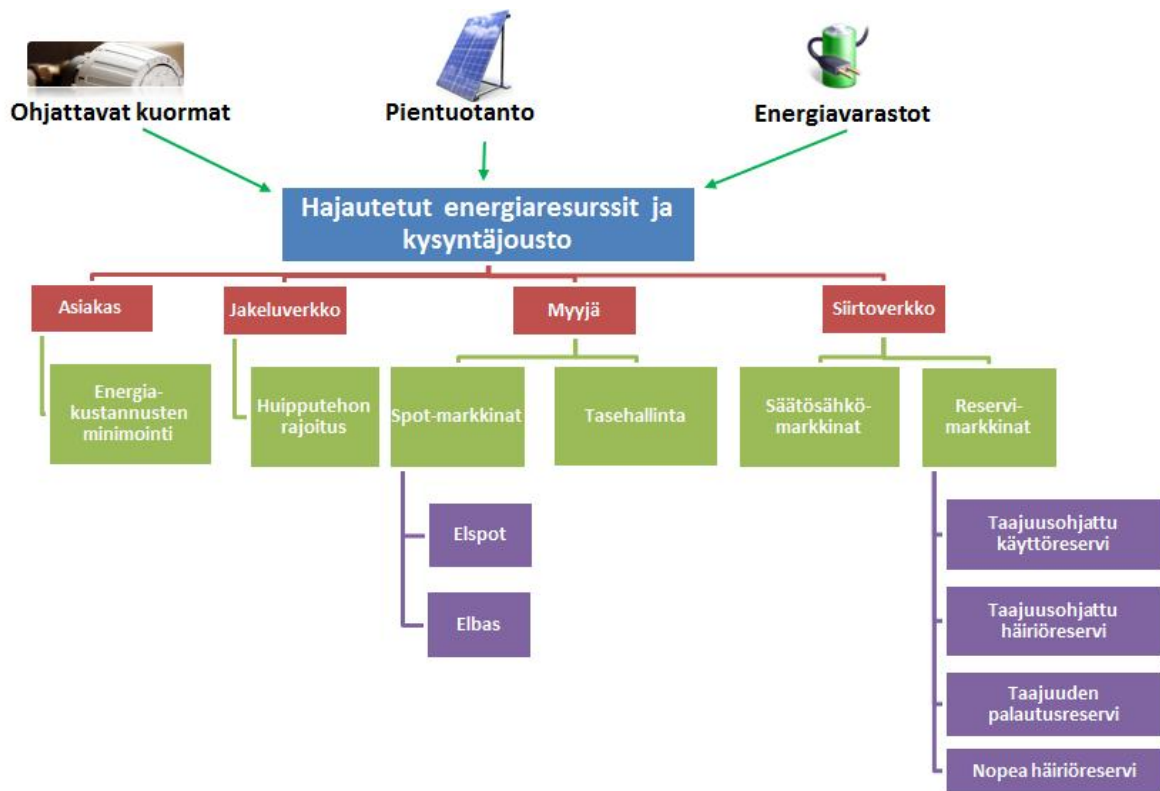 Ohjattavat kuormat
Pientuotanto
Energiavarastot
Hajautetut energiaresurssit ja
kysyntäjousto
Asiakas
Jakeluverkko
Myyjä
Siirtoverkko
Energia-
kustannusten
minimointi
Huipputehon
rajoitus
Spot-markkinat
Tasehallinta
Säätösähkö-
markkinat
Reservi-
markkinat
Elspot
Elbas
Taajuusohjattu
käyttöreservi
Taajuusohjattu
häiriöreservi
Taajuuden
palautusreservi
Nopea häiriöreservi